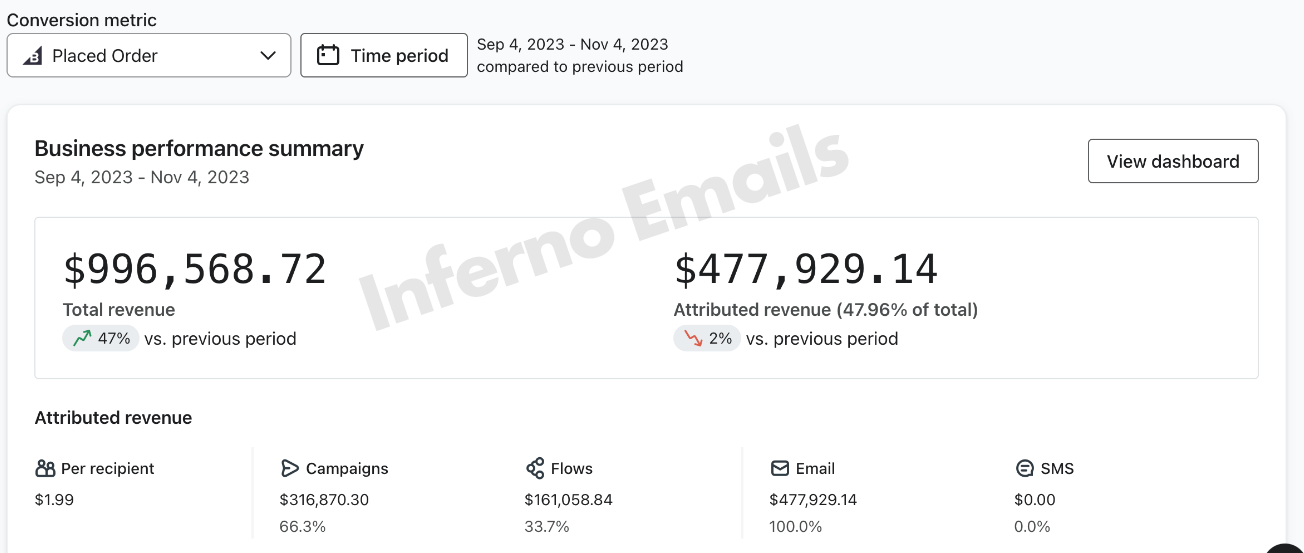 Conversion metric
Placed Order
Time period
Sep 4, 2023 - Nov 4, 2023
compared to previous period
Business performance summary
Sep 4, 2023 - Nov 4, 2023
View dashboard
Inferno Emails
$996,568.72
Total revenue
47% vs. previous period
$477,929.14
Attributed revenue (47.96% of total)
2% vs. previous period
Attributed revenue
Per recipient
$1.99
Campaigns
$316,870.30
66.3%
Flows
$161,058.84
33.7%
Email
$477,929.14
100.0%
SMS
$0.00
0.0%